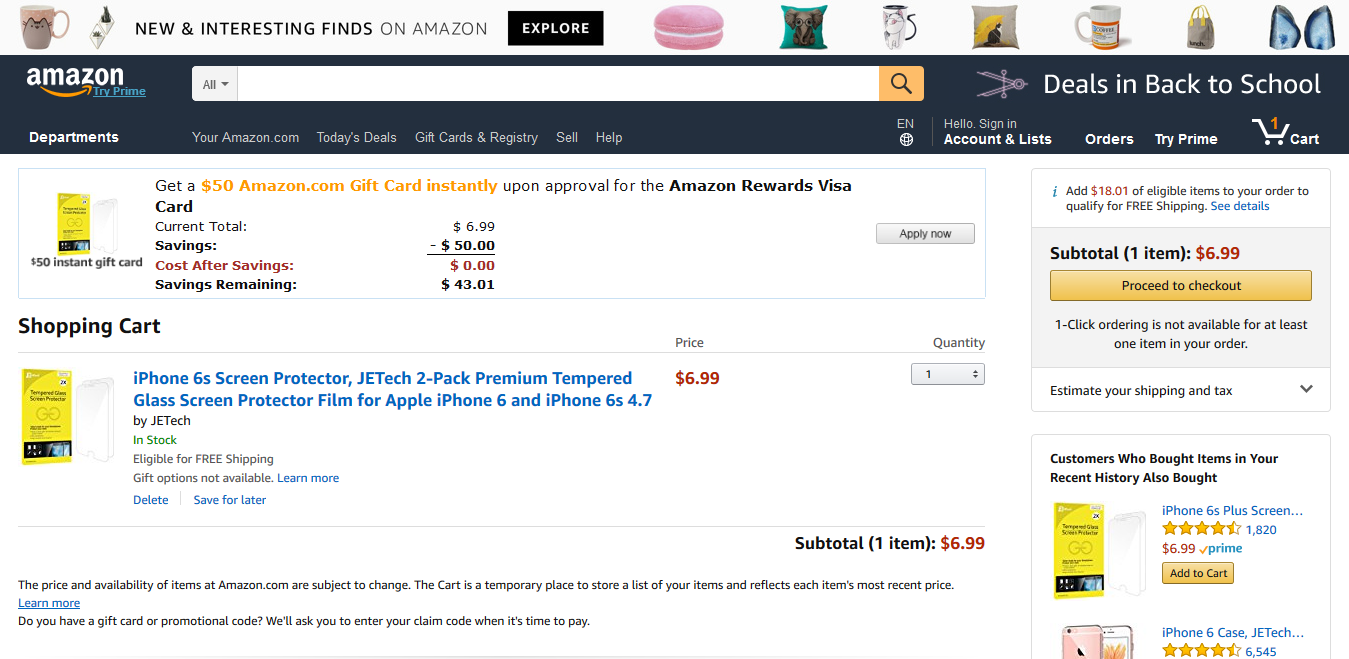 NEW & INTERESTING FINDS ON AMAZON EXPLORE
amazon
Try Prime
All
Deals in Back to School
Departments
Your Amazon.com Today's Deals Gift Cards & Registry Sell Help
EN
Hello. Sign in
Account & Lists
Orders
Try Prime
1
Cart
Get a $50 Amazon.com Gift Card instantly upon approval for the Amazon Rewards Visa
Card
Current Total: $ 6.99
Savings: - $ 50.00
Cost After Savings: $ 0.00
Savings Remaining: $ 43.01
$50 instant gift card
Apply now
Shopping Cart
Price Quantity
iPhone 6s Screen Protector, JETech 2-Pack Premium Tempered
Glass Screen Protector Film for Apple iPhone 6 and iPhone 6s 4.7
$6.99
1
by JETech
In Stock
Eligible for FREE Shipping
Gift options not available. Learn more
Delete Save for later
Subtotal (1 item): $6.99
The price and availability of items at Amazon.com are subject to change. The Cart is a temporary place to store a list of your items and reflects each item's most recent price.
Learn more
Do you have a gift card or promotional code? We'll ask you to enter your claim code when it's time to pay.
Add $18.01 of eligible items to your order to
qualify for FREE Shipping. See details
Subtotal (1 item): $6.99
Proceed to checkout
1-Click ordering is not available for at least
one item in your order.
Estimate your shipping and tax
Customers Who Bought Items in Your
Recent History Also Bought
2X
Tempered Glass
Screen Protector
iPhone 6s Plus Screen...
1,820
$6.99 prime
Add to Cart
iPhone 6 Case, JETech...
6,545